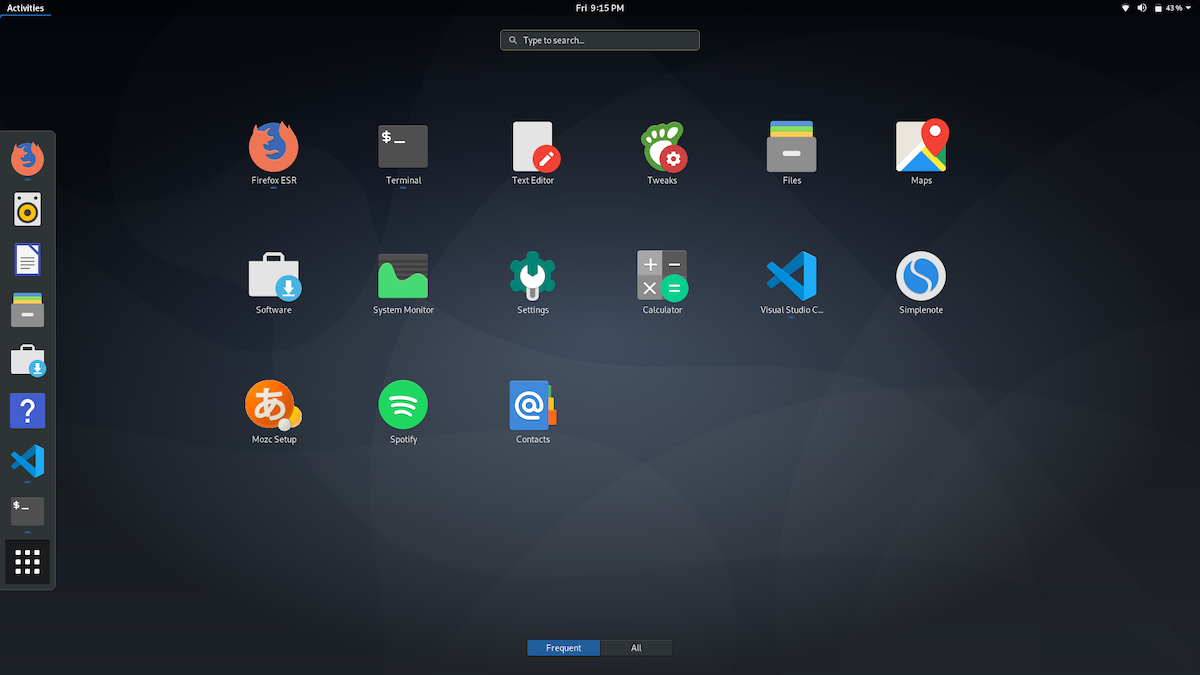 Activities
Fri 9:15 PM
43 %
Type to search...
Firefox ESR
$_
Terminal
Text Editor
Tweaks
Files
Maps
Software
System Monitor
Settings
Calculator
Visual Studio C...
Simplenote
あ
Mozc Setup
Spotify
@
Contacts
?
$_
Frequent
All